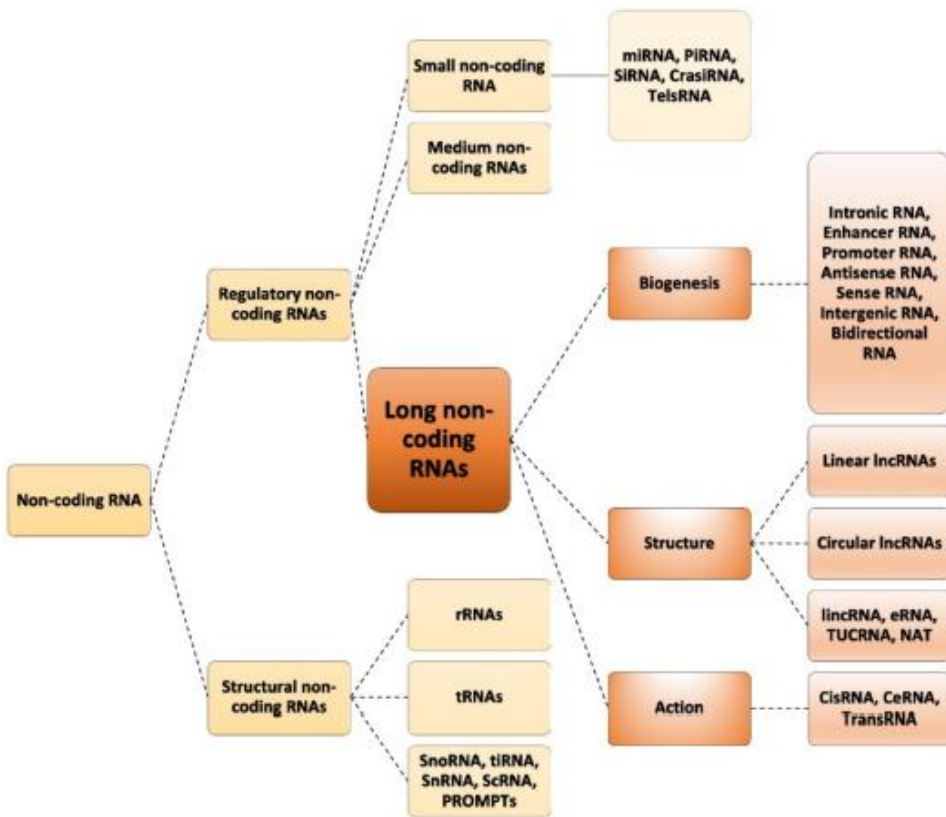 Small non-coding
RNA
miRNA, PiRNA,
SiRNA, CrasiRNA,
TelsRNA
Medium non-
coding RNAs
Regulatory non-
coding RNAs
Biogenesis
Intronic RNA,
Enhancer RNA,
Promoter RNA,
Antisense RNA,
Sense RNA,
Intergenic RNA,
Bidirectional
RNA
Long non-
coding
RNAs
Non-coding RNA
Structure
Linear lncRNAs
Circular lncRNAs
lincRNA, eRNA,
TUCRNA, NAT
Structural non-
coding RNAs
rRNAs
tRNAs
SnoRNA, tiRNA,
SnRNA, ScRNA,
PROMPTs
Action
CisRNA, CeRNA,
TransRNA